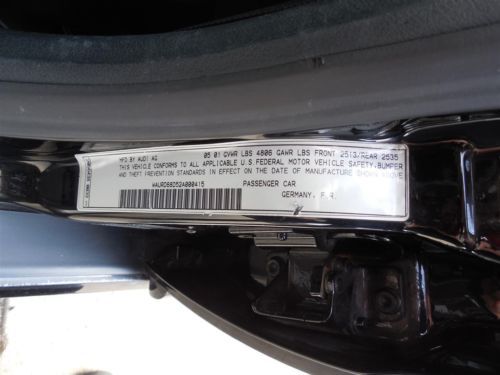 MFD BY AUDI AG 05 01 GVWR LBS 4806 GAWR LBS FRONT 2513/REAR 2535
THIS VEHICLE CONFORMS TO ALL APPLICABLE U.S. FEDERAL MOTOR VEHICLE SAFETY, BUMPER
AND THEFT PREVENTION STANDARDS IN EFFECT ON THE DATE OF MANUFACTURE SHOWN ABOVE
WAURD68D52A000415 PASSENGER CAR
GERMANY, F.R.